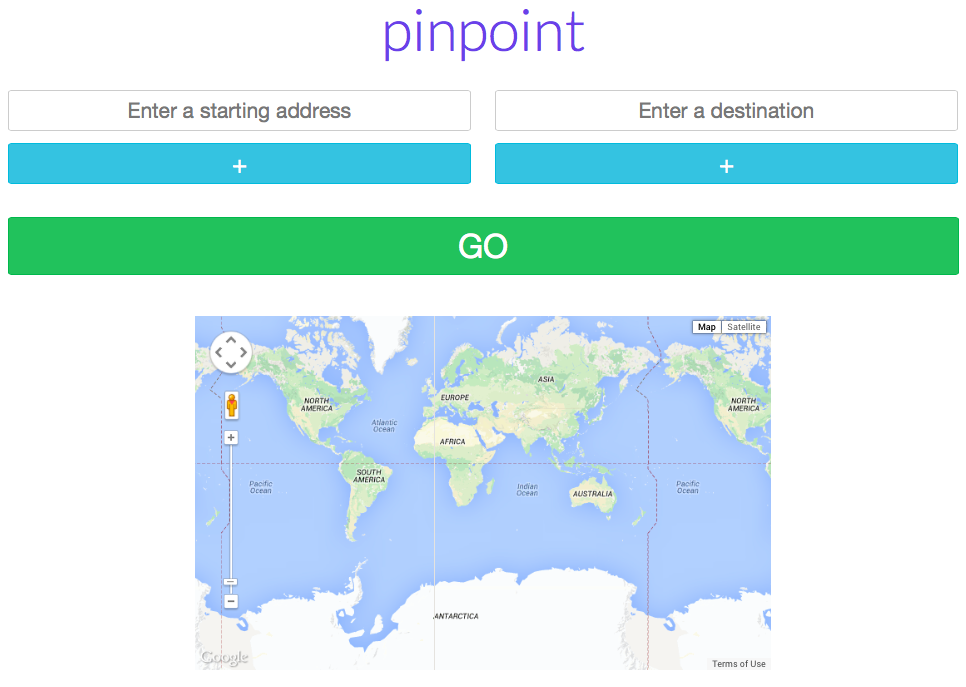 pinpoint
Enter a starting address
Enter a destination
+
+
GO
Map
Satellite
ASIA
EUROPE
NORTH
AMERICA
NORTH
AMERICA
Atlantic
Ocean
AFRICA
SOUTH
AMERICA
Pacific
Ocean
Indian
Ocean
AUSTRALIA
Pacific
Ocean
ANTARCTICA
Google
Terms of Use